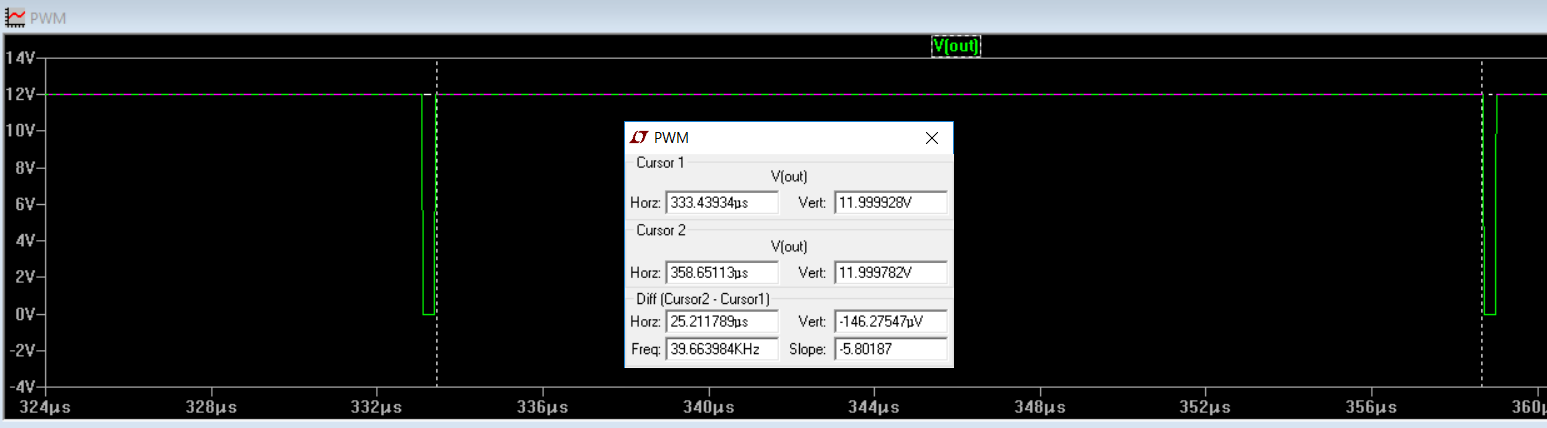 PWM
V(out)
14V
12V
10V
8V
6V
4V
2V
0V
-2V
-4V
324µs 328µs 332µs 336µs 340µs 344µs 348µs 352µs 356µs
PWM
Cursor 1
V(out)
Horz: 333.43934µs Vert: 11.999928V
Cursor 2
V(out)
Horz: 358.65113µs Vert: 11.999782V
Diff (Cursor2 - Cursor1)
Horz: 25.211789µs Vert: -146.27547µV
Freq: 39.663984KHz Slope: -5.80187